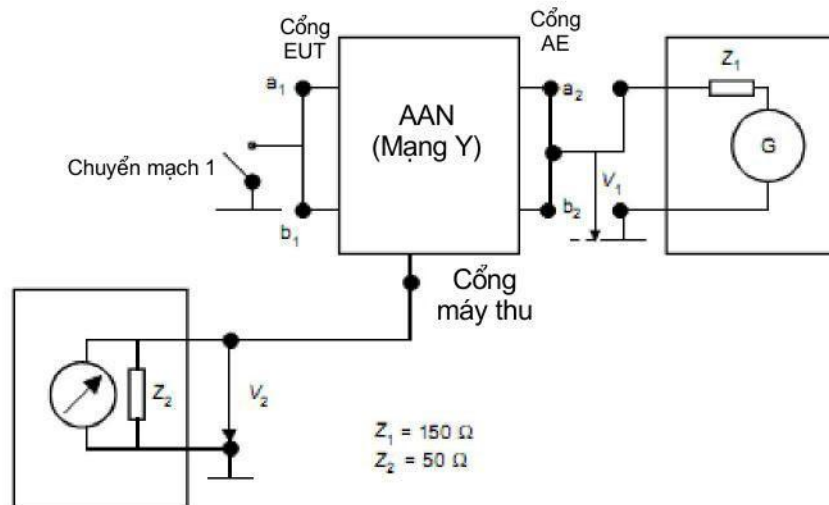 Cổng
EUT
Cổng
AE
a₁
a₂
Z₁
AAN
(Mạng Y)
G
Chuyển mạch 1
V₁
b₁
b₂
Cổng
máy thu
Z₂
V₂
Z₁ = 150 Ω
Z₂ = 50 Ω